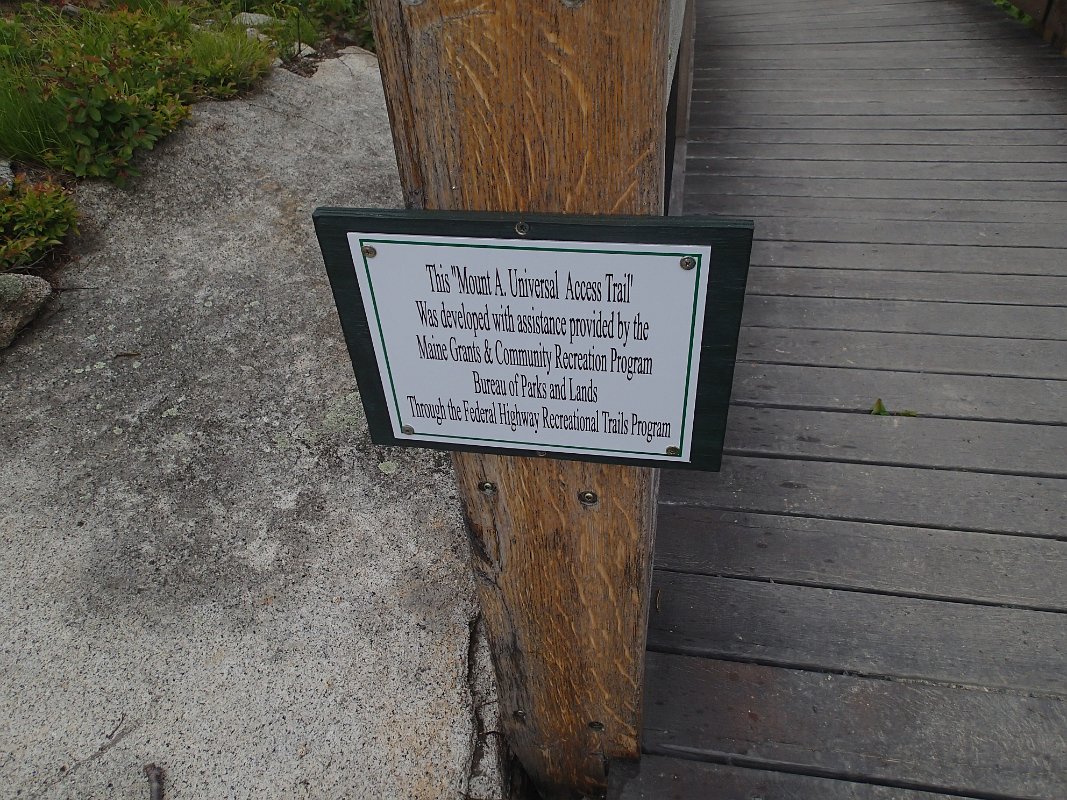 This "Mount A. Universal Access Trail'
Was developed with assistance provided by the
Maine Grants & Community Recreation Program
Bureau of Parks and Lands
Through the Federal Highway Recreational Trails Program